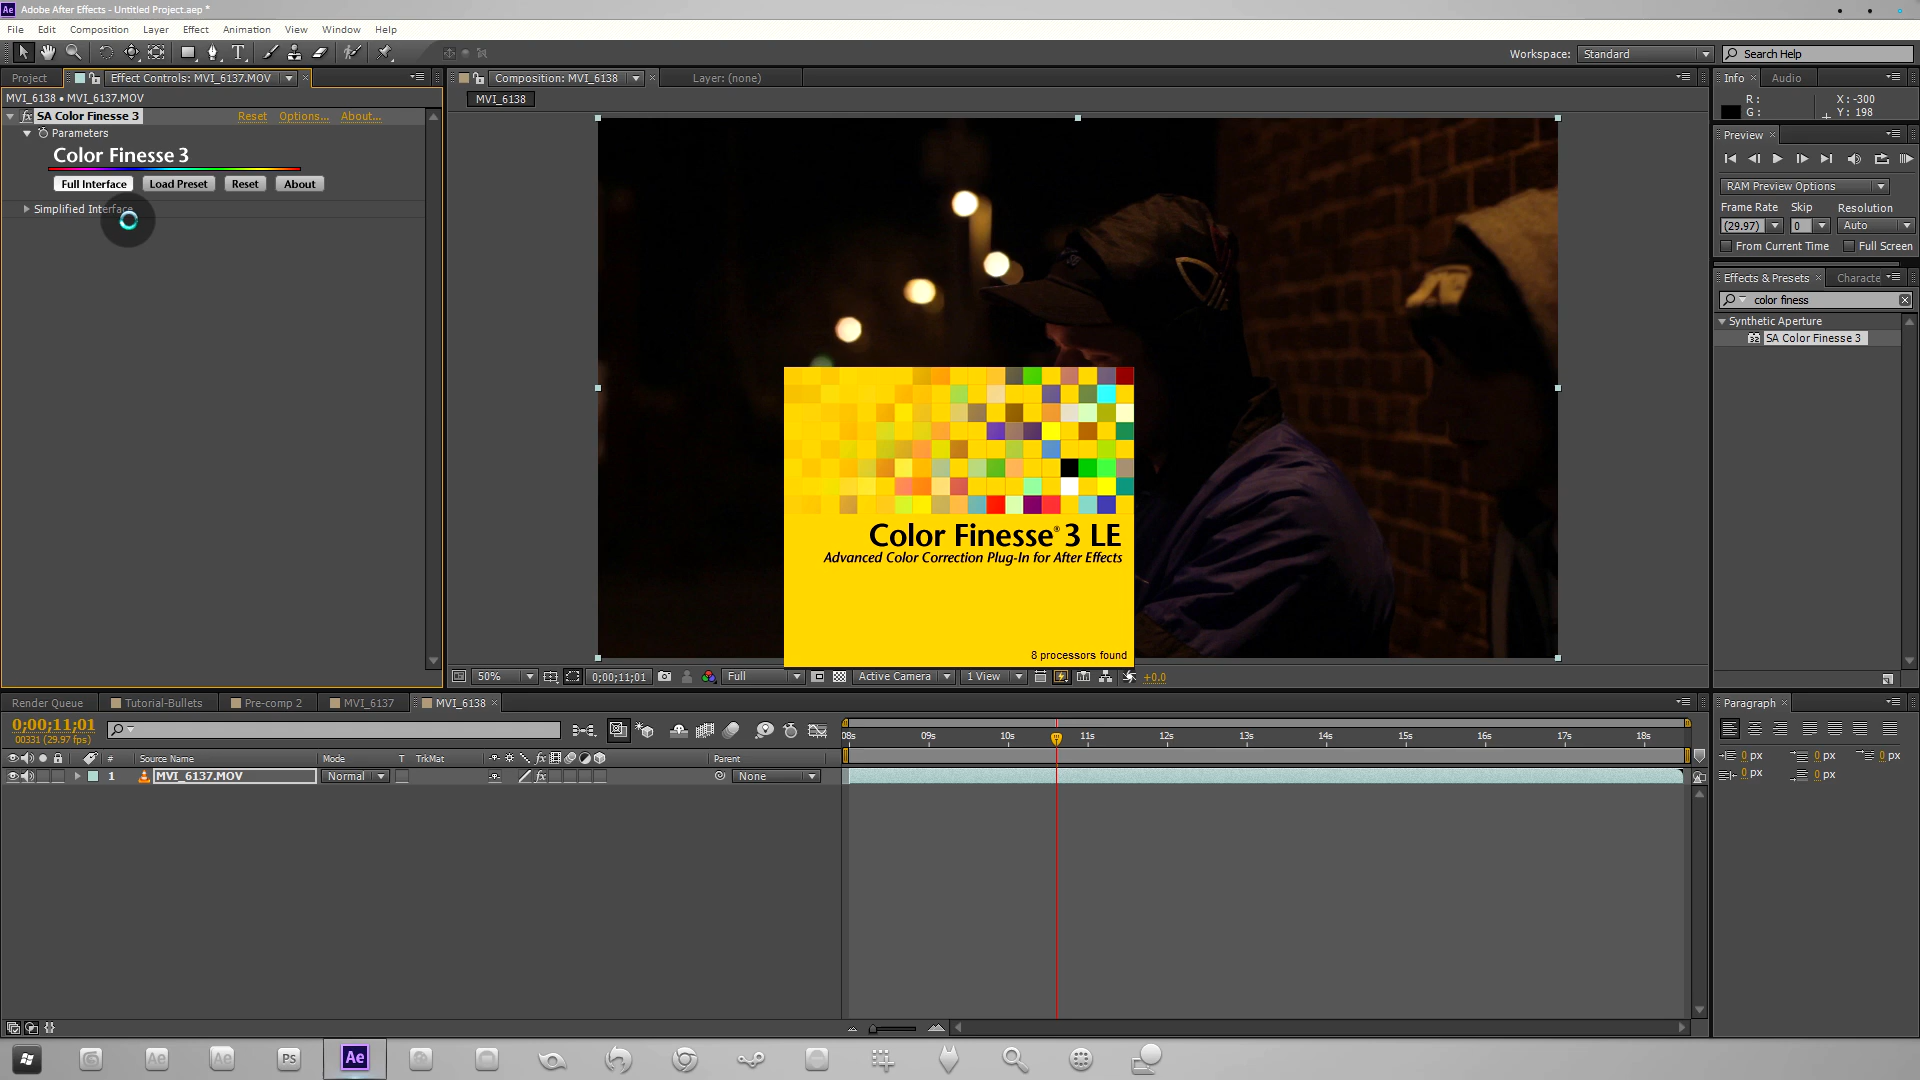 Ae Adobe After Effects - Untitled Project.aep *
File Edit Composition Layer Effect Animation View Window Help
Workspace: Standard Search Help
Project Effect Controls: MVI_6137.MOV Composition: MVI_6138 Layer: (none) Info Audio
MVI_6138 • MVI_6137.MOV
MVI_6138
R :
G :
X : -300
Y : 198
fx SA Color Finesse 3 Reset Options... About...
Parameters
Color Finesse 3
Full Interface Load Preset Reset About
Simplified Interface
Preview
RAM Preview Options
Frame Rate Skip Resolution
(29.97) 0 Auto
From Current Time Full Screen
Effects & Presets Characte
color finess
Synthetic Aperture
32 SA Color Finesse 3
Color Finesse® 3 LE
Advanced Color Correction Plug-In for After Effects
8 processors found
50% 0;00;11;01 Full Active Camera 1 View +0.0
Render Queue Tutorial-Bullets Pre-comp 2 MVI_6137 MVI_6138
0;00;11;01
00331 (29.97 fps)
08s 09s 10s 11s 12s 13s 14s 15s 16s 17s 18s
# Source Name Mode T TrkMat fx Parent
1 MVI_6137.MOV Normal fx None
Paragraph
0 px 0 px 0 px
0 px 0 px
Ae Ae Ps Ae